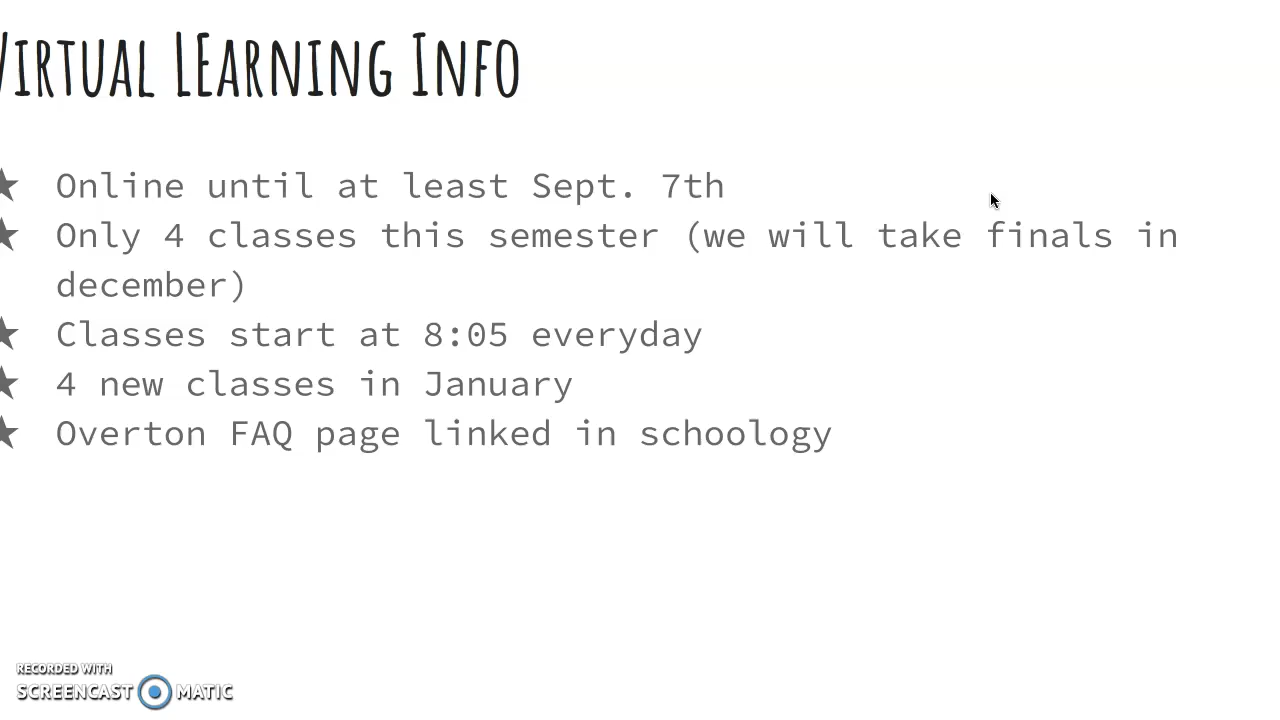 Virtual LEarning Info
★ Online until at least Sept. 7th
★ Only 4 classes this semester (we will take finals in
december)
★ Classes start at 8:05 everyday
★ 4 new classes in January
★ Overton FAQ page linked in schoology
RECORDED WITH
SCREENCAST MATIC